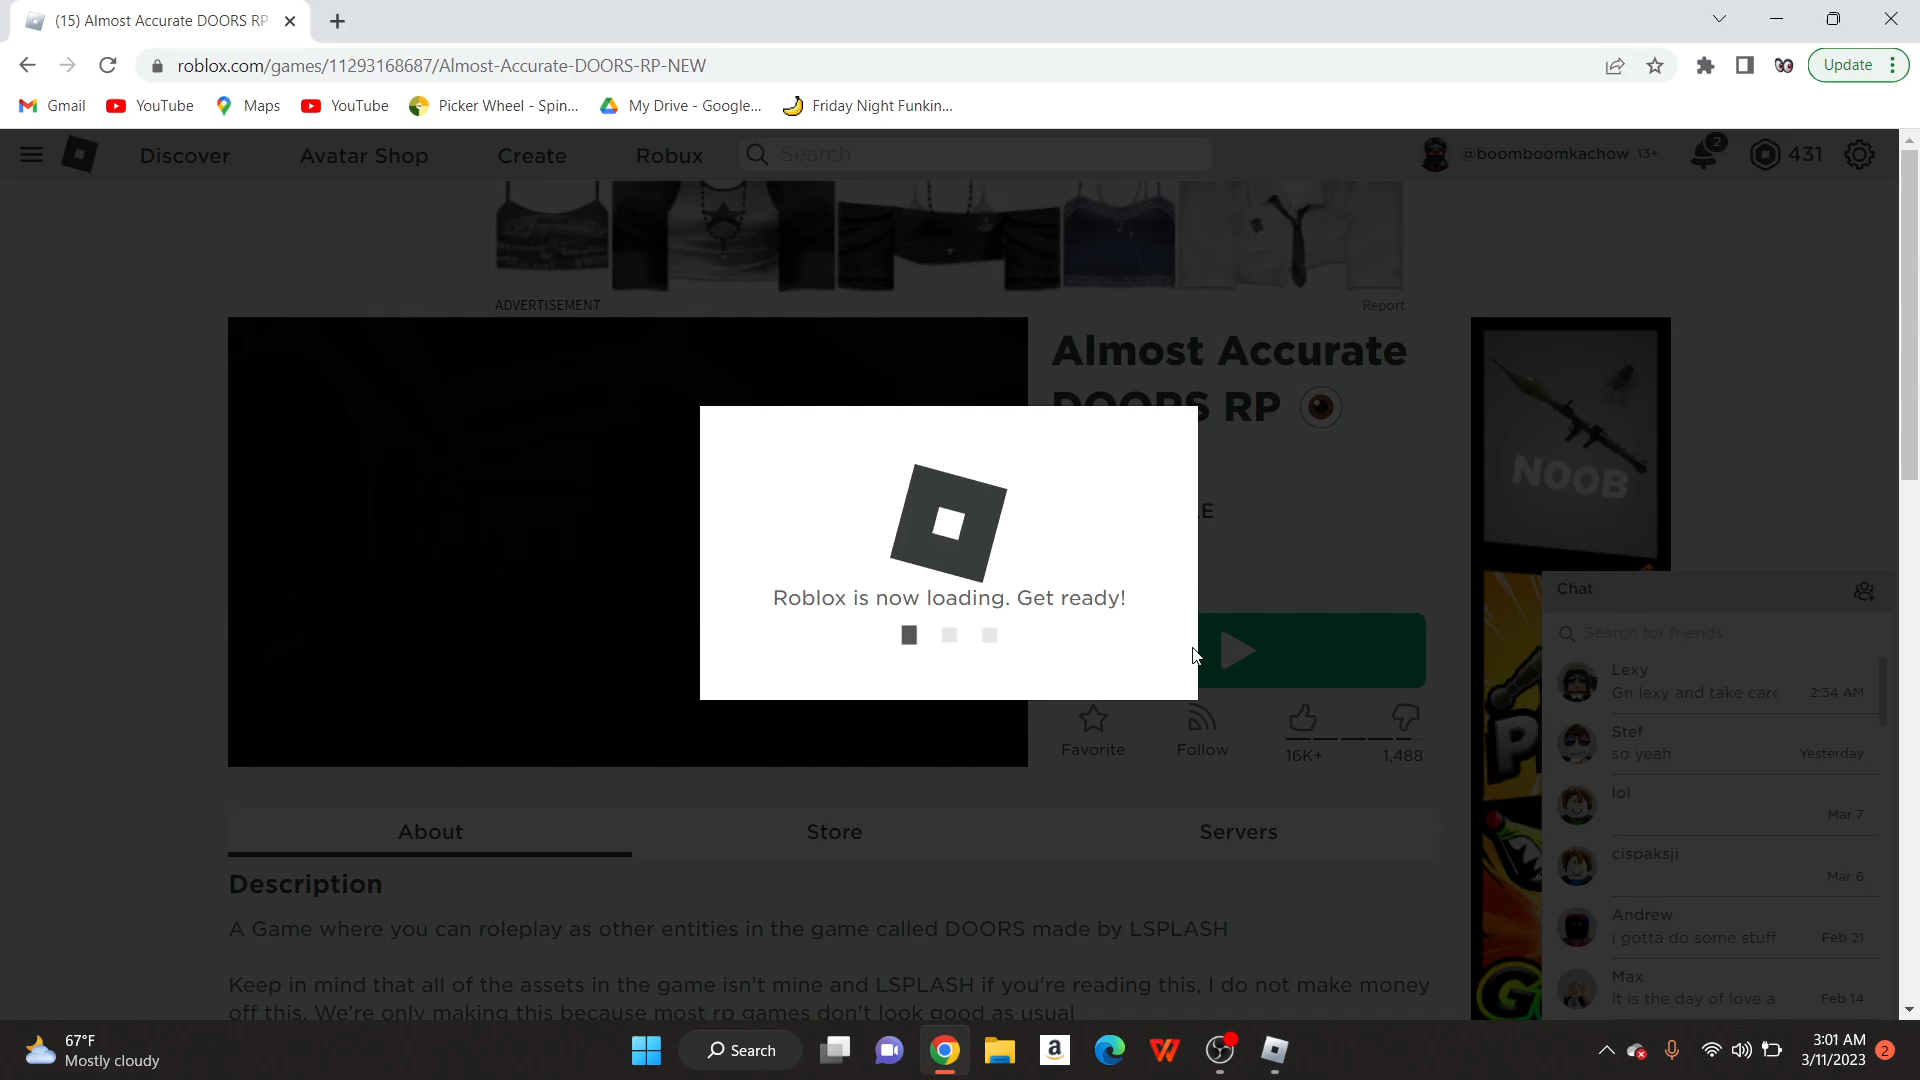 (15) Almost Accurate DOORS RP
roblox.com/games/11293168687/Almost-Accurate-DOORS-RP-NEW
Update
Gmail
YouTube
Maps
YouTube
Picker Wheel - Spin...
My Drive - Google...
Friday Night Funkin...
Discover
Avatar Shop
Create
Robux
Search
@boomboomkachow 13+
2
431
ADVERTISEMENT
Report
Almost Accurate
DOORS RP
NOOB
E
Roblox is now loading. Get ready!
Favorite
Follow
16K+
1,488
Chat
Search for friends
Lexy
Gn lexy and take care
2:34 AM
Stef
so yeah
Yesterday
lol
Mar 7
cispaksji
Mar 6
Andrew
i gotta do some stuff
Feb 21
Max
it is the day of love a
Feb 14
About
Store
Servers
Description
A Game where you can roleplay as other entities in the game called DOORS made by LSPLASH
Keep in mind that all of the assets in the game isn't mine and LSPLASH if you're reading this, I do not make money
off this. We're only making this because most rp games don't look good as usual
67°F
Mostly cloudy
Search
3:01 AM
3/11/2023
2